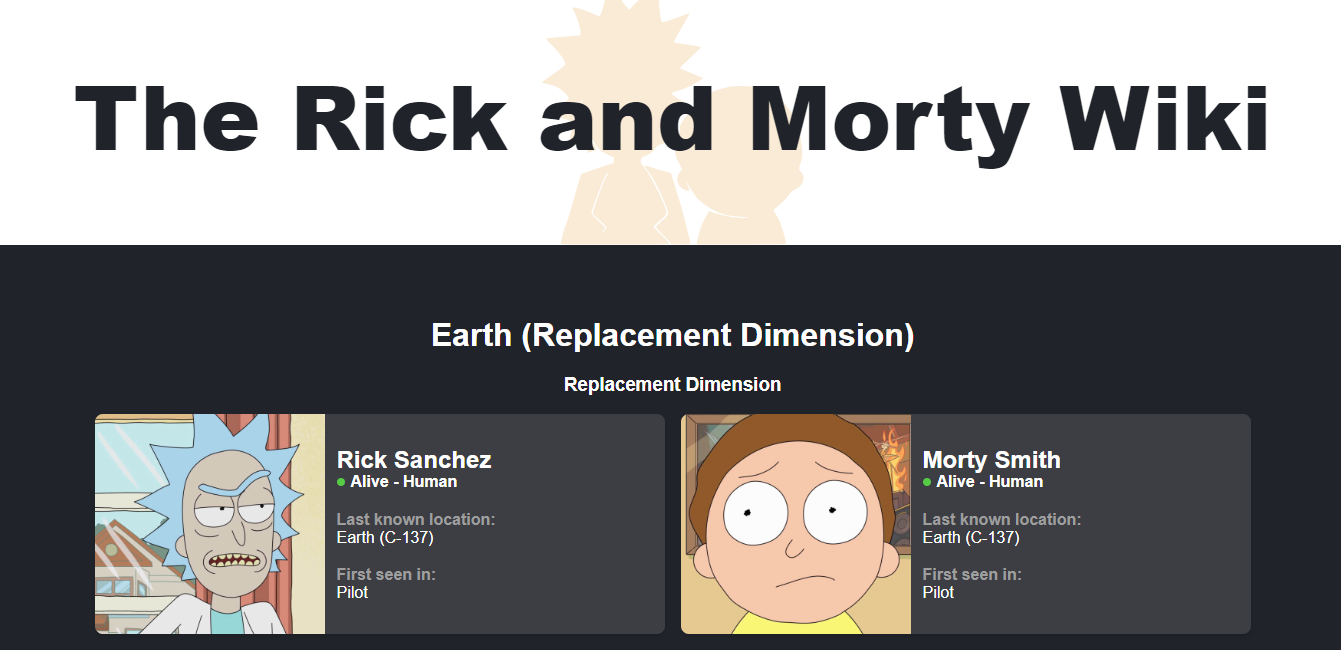 The Rick and Morty Wiki
Earth (Replacement Dimension)
Replacement Dimension
Rick Sanchez
Alive - Human
Last known location:
Earth (C-137)
First seen in:
Pilot
Morty Smith
Alive - Human
Last known location:
Earth (C-137)
First seen in:
Pilot